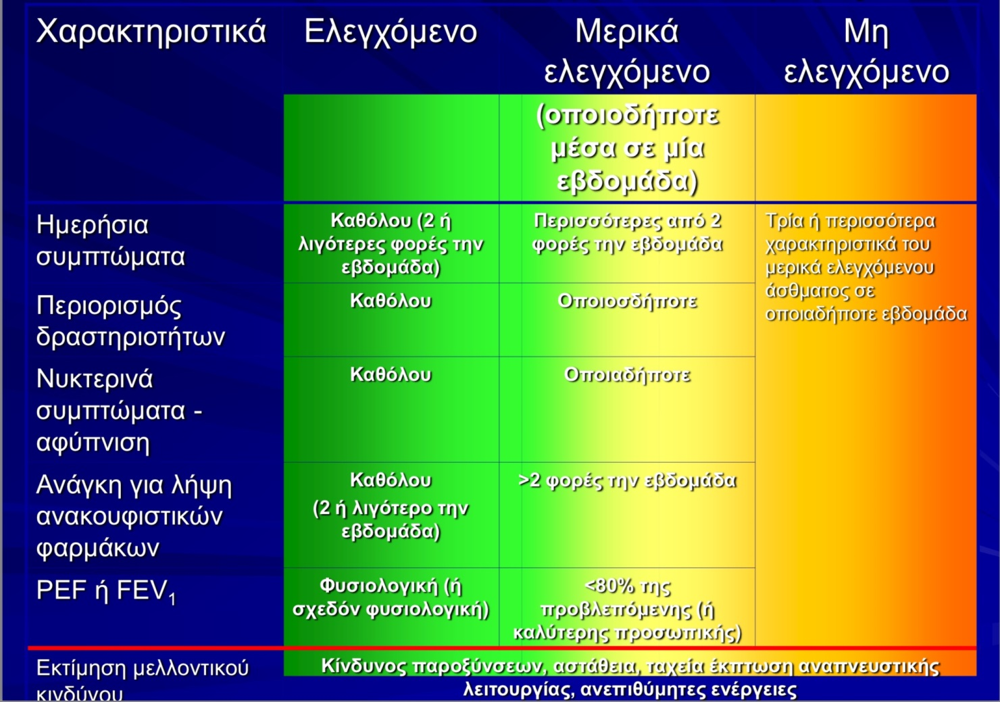 Χαρακτηριστικά
Ελεγχόμενο
Μερικά
ελεγχόμενο
Μη
ελεγχόμενο
(οποιοδήποτε
μέσα σε μία
εβδομάδα)
Ημερήσια
συμπτώματα
Καθόλου (2 ή
λιγότερες φορές την
εβδομάδα)
Περισσότερες από 2
φορές την εβδομάδα
Τρία ή περισσότερα
χαρακτηριστικά του
μερικά ελεγχόμενου
άσθματος σε
οποιαδήποτε εβδομάδα
Περιορισμός
δραστηριοτήτων
Καθόλου
Οποιοσδήποτε
Νυκτερινά
συμπτώματα -
αφύπνιση
Καθόλου
Οποιαδήποτε
Ανάγκη για λήψη
ανακουφιστικών
φαρμάκων
Καθόλου
(2 ή λιγότερο την
εβδομάδα)
>2 φορές την εβδομάδα
PEF ή FEV₁
Φυσιολογική (ή
σχεδόν φυσιολογική)
<80% της
προβλεπόμενης (ή
καλύτερης προσωπικής)
Εκτίμηση μελλοντικού
κινδύνου
Κίνδυνος παροξύνσεων, αστάθεια, ταχεία έκπτωση αναπνευστικής
λειτουργίας, ανεπιθύμητες ενέργειες